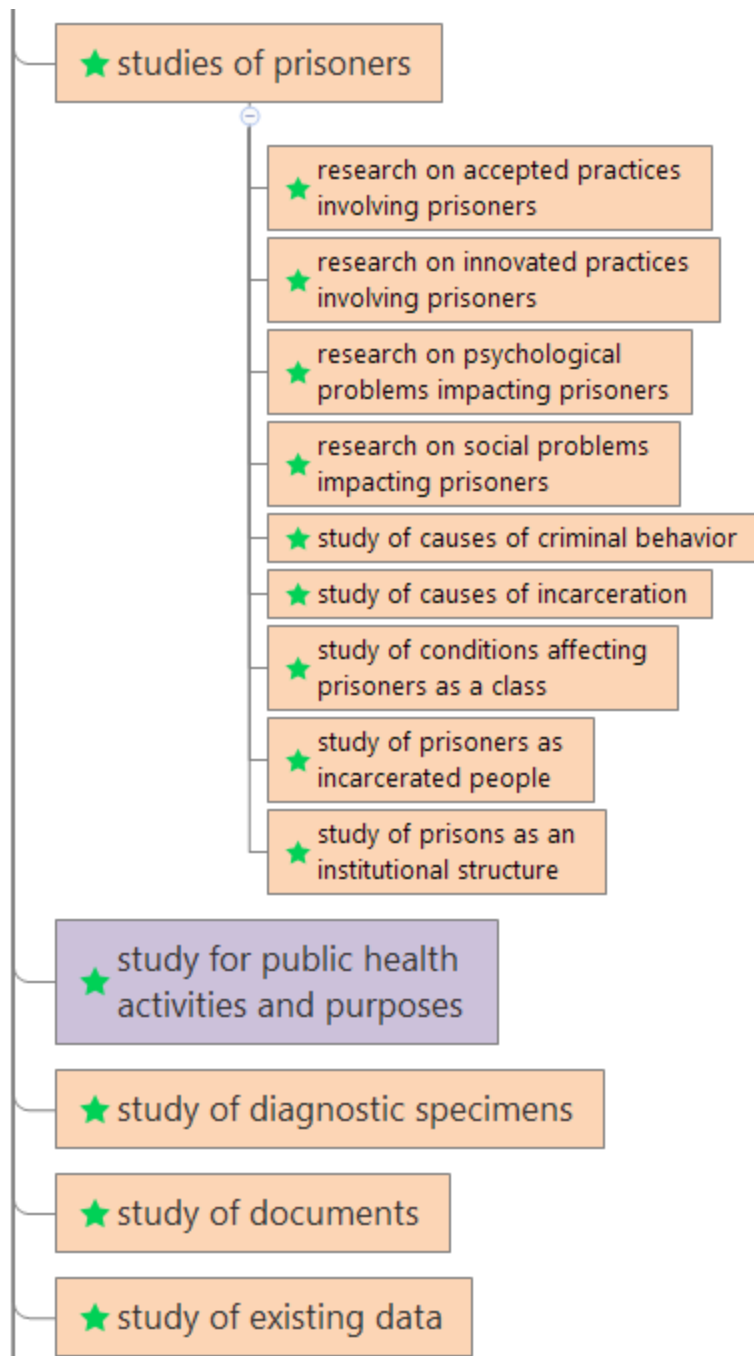 studies of prisoners
research on accepted practices
involving prisoners
research on innovated practices
involving prisoners
research on psychological
problems impacting prisoners
research on social problems
impacting prisoners
study of causes of criminal behavior
study of causes of incarceration
study of conditions affecting
prisoners as a class
study of prisoners as
incarcerated people
study of prisons as an
institutional structure
study for public health
activities and purposes
study of diagnostic specimens
study of documents
study of existing data